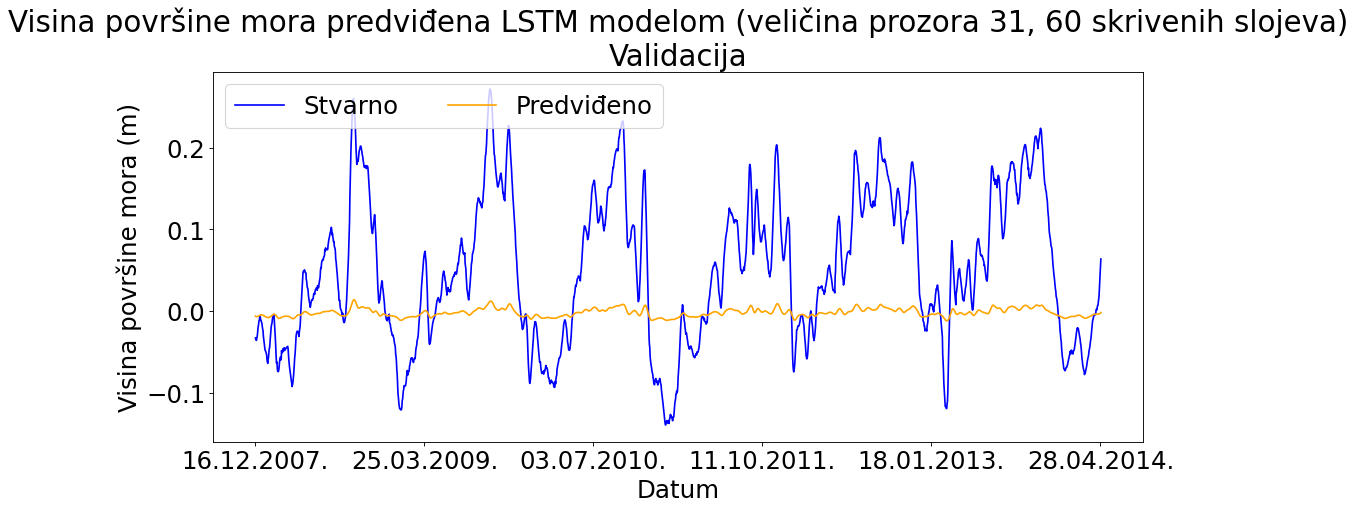 Visina površine mora predviđena LSTM modelom (veličina prozora 31, 60 skrivenih slojeva)
Validacija
Stvarno Predviđeno
Visina površine mora (m)
0.2
0.1
0.0
−0.1
16.12.2007. 25.03.2009. 03.07.2010. 11.10.2011. 18.01.2013. 28.04.2014.
Datum